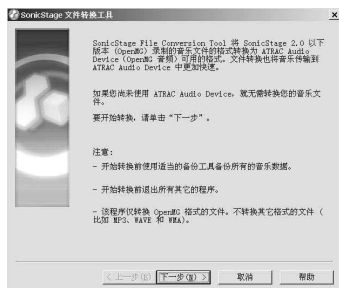 SonicStage 文件转换工具
SonicStage File Conversion Tool 将 SonicStage 2.0 以下
版本 (OpenMG) 录制的音乐文件的格式转换为 ATRAC Audio
Device (OpenMG 音频) 可用的格式。文件转换也将音乐传输到
ATRAC Audio Device 中更加快速。
如果您尚未使用 ATRAC Audio Device, 就无需转换您的音乐文
件。
要开始转换, 请单击“下一步”。
注意:
- 开始转换前使用适当的备份工具备份所有的音乐数据。
- 开始转换前退出所有其它的程序。
- 该程序仅转换 OpenMG 格式的文件。不转换其它格式的文件 (
比如 MP3、WAVE 和 WMA)。
< 上一步(B) 下一步(N) > 取消 帮助